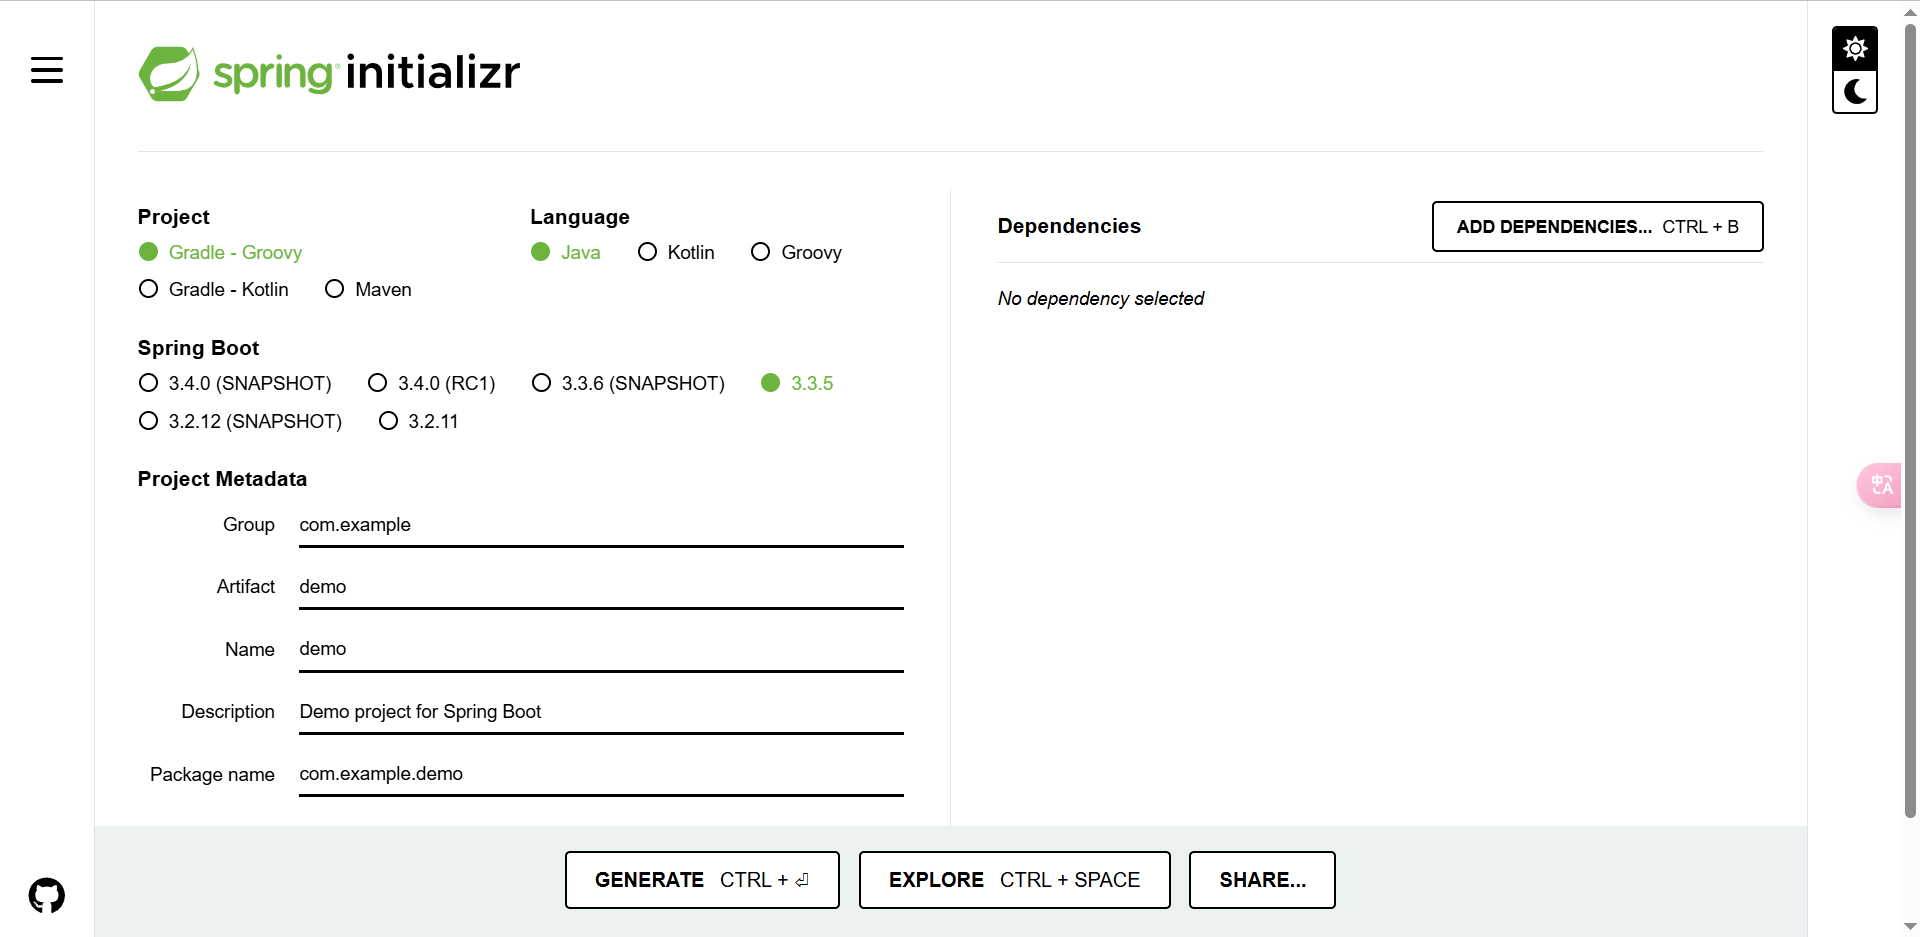 spring initializr
Project
Gradle - Groovy
Gradle - Kotlin Maven
Language
Java Kotlin Groovy
Spring Boot
3.4.0 (SNAPSHOT) 3.4.0 (RC1) 3.3.6 (SNAPSHOT) 3.3.5
3.2.12 (SNAPSHOT) 3.2.11
Project Metadata
Group com.example
Artifact demo
Name demo
Description Demo project for Spring Boot
Package name com.example.demo
Dependencies ADD DEPENDENCIES... CTRL + B
No dependency selected
中A
GENERATE CTRL + ⏎ EXPLORE CTRL + SPACE SHARE...